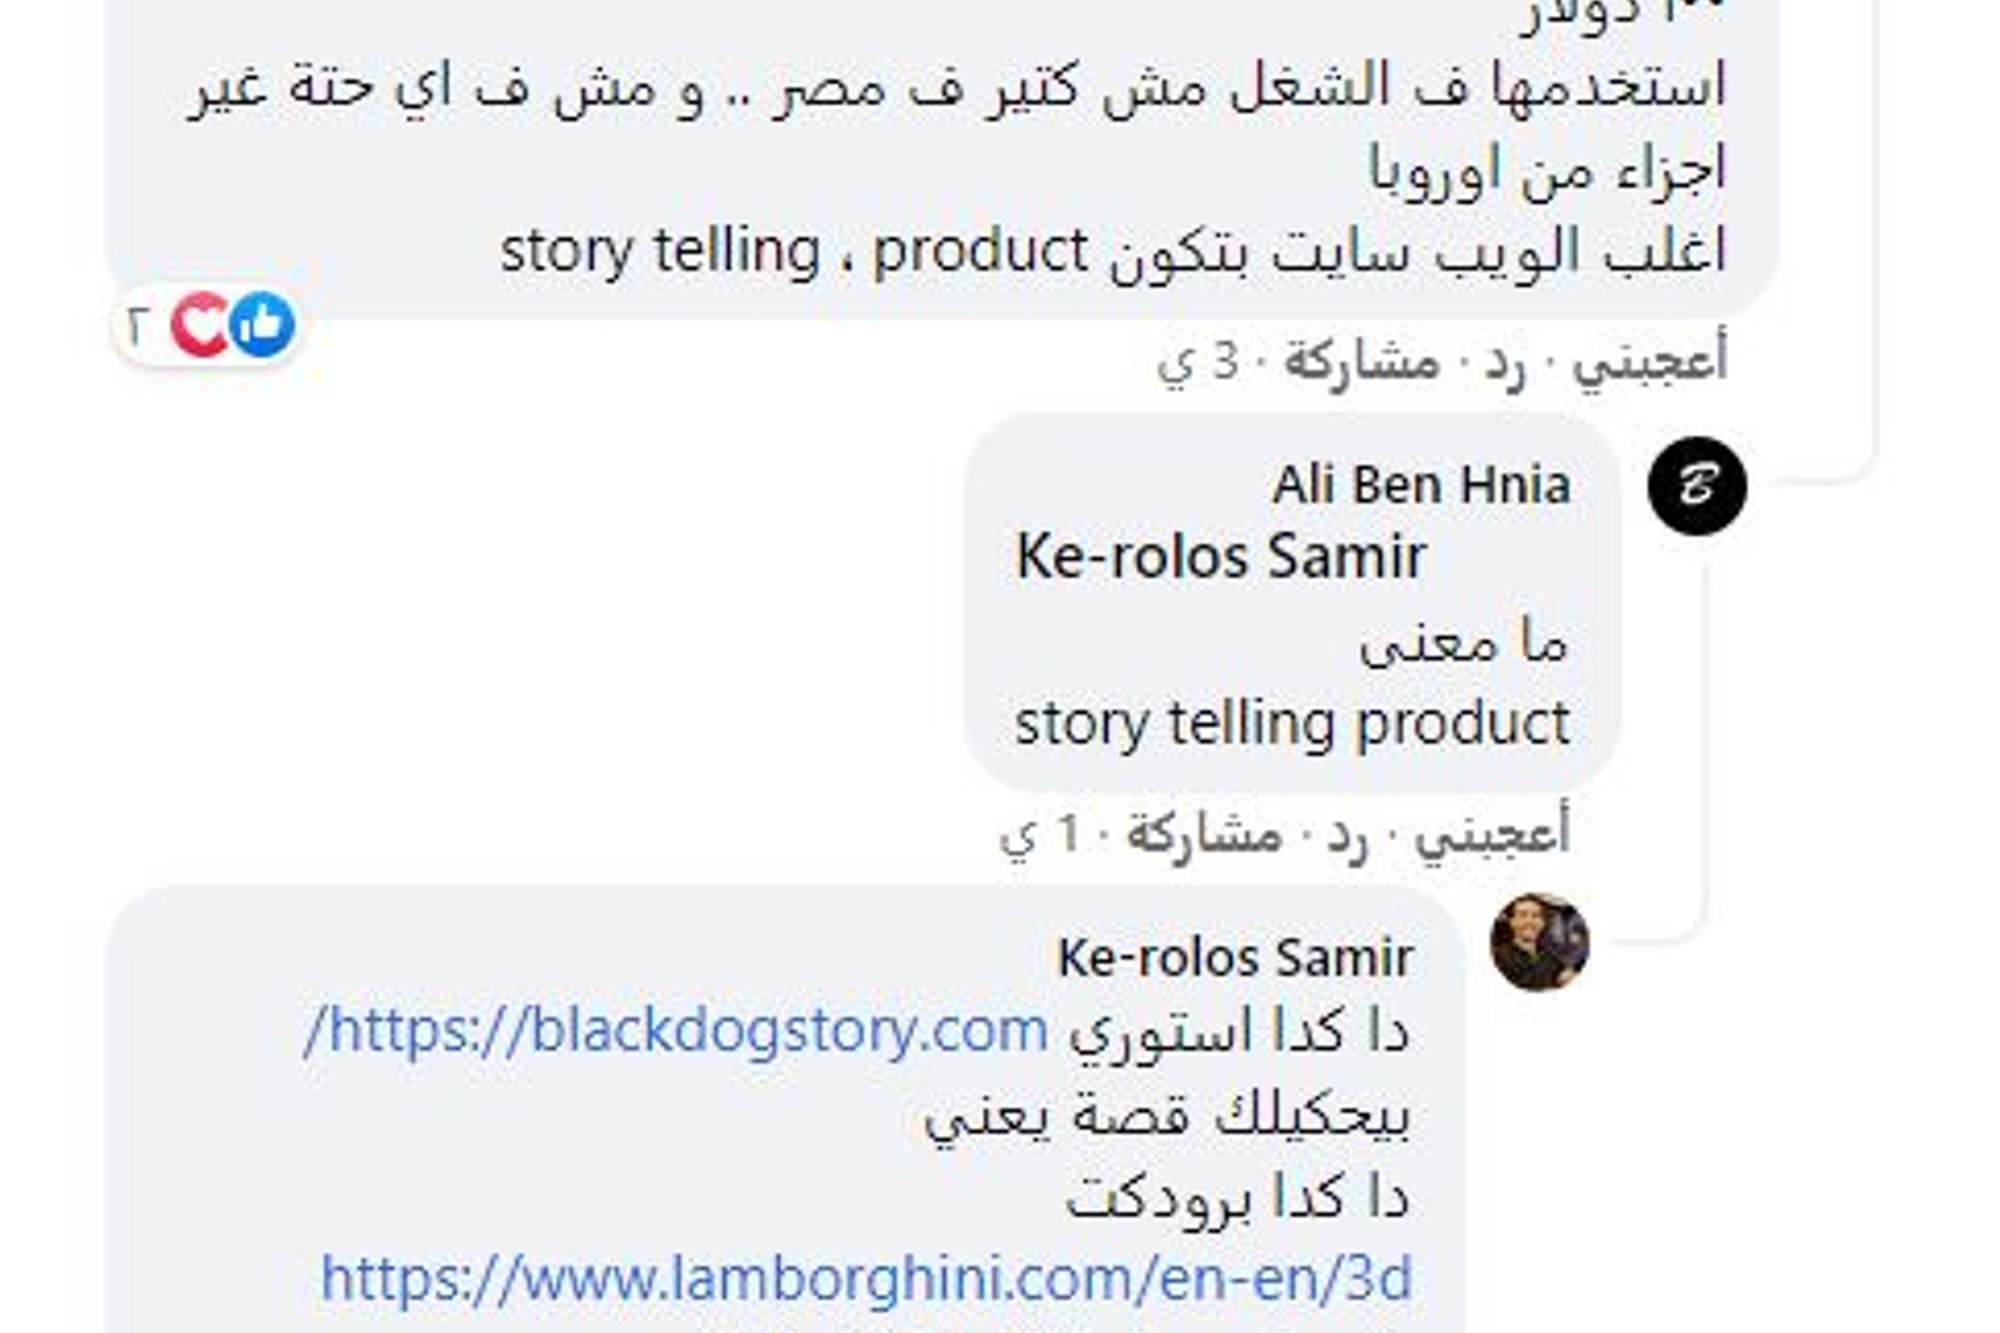 دولار
استخدمها ف الشغل مش كتير ف مصر .. و مش ف اي حتة غير
اجزاء من اوروبا
اغلب الويب سايت بتكون story telling ، product
٢
أعجبني · رد · مشاركة · 3 ي
Ali Ben Hnia
Ke-rolos Samir
ما معنى
story telling product
أعجبني · رد · مشاركة · 1 ي
Ke-rolos Samir
دا كدا استوري https://blackdogstory.com/
بيحكيلك قصة يعني
دا كدا برودكت
https://www.lamborghini.com/en-en/3d